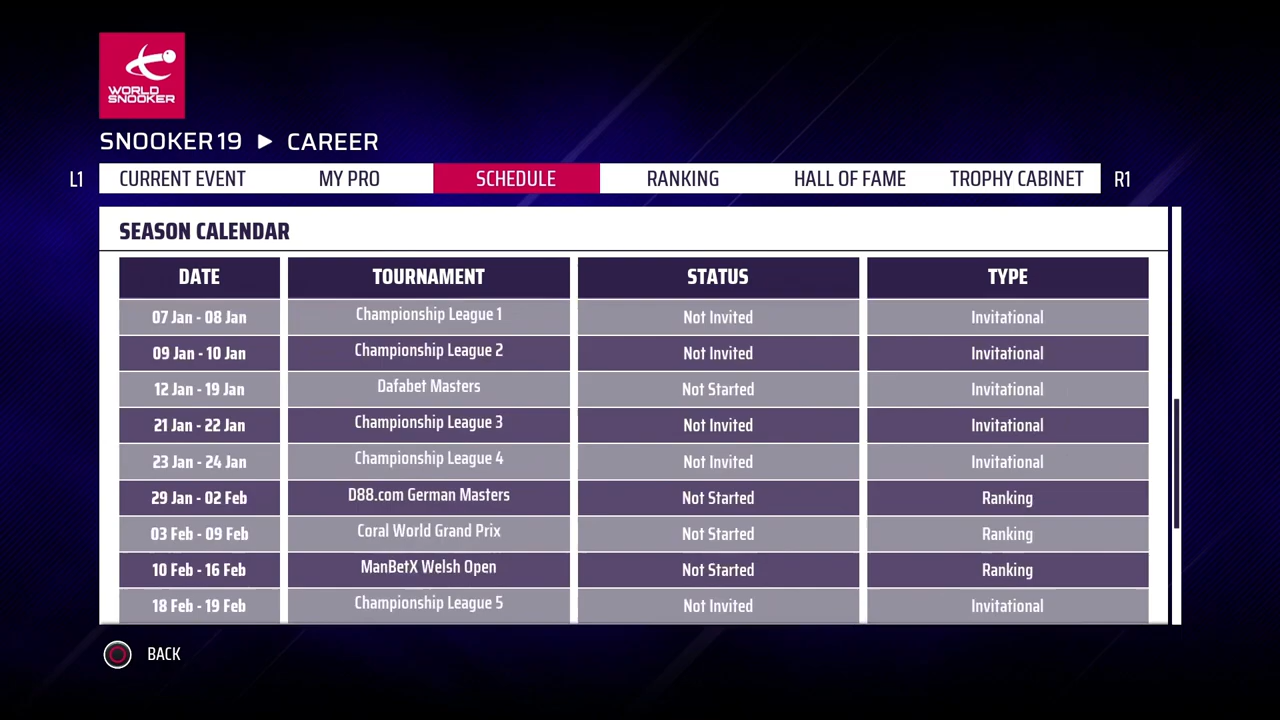 WORLD
SNOOKER
SNOOKER 19 ► CAREER
L1 CURRENT EVENT MY PRO SCHEDULE RANKING HALL OF FAME TROPHY CABINET R1
SEASON CALENDAR
DATE TOURNAMENT STATUS TYPE
07 Jan - 08 Jan Championship League 1 Not Invited Invitational
09 Jan - 10 Jan Championship League 2 Not Invited Invitational
12 Jan - 19 Jan Dafabet Masters Not Started Invitational
21 Jan - 22 Jan Championship League 3 Not Invited Invitational
23 Jan - 24 Jan Championship League 4 Not Invited Invitational
29 Jan - 02 Feb D88.com German Masters Not Started Ranking
03 Feb - 09 Feb Coral World Grand Prix Not Started Ranking
10 Feb - 16 Feb ManBetX Welsh Open Not Started Ranking
18 Feb - 19 Feb Championship League 5 Not Invited Invitational
BACK